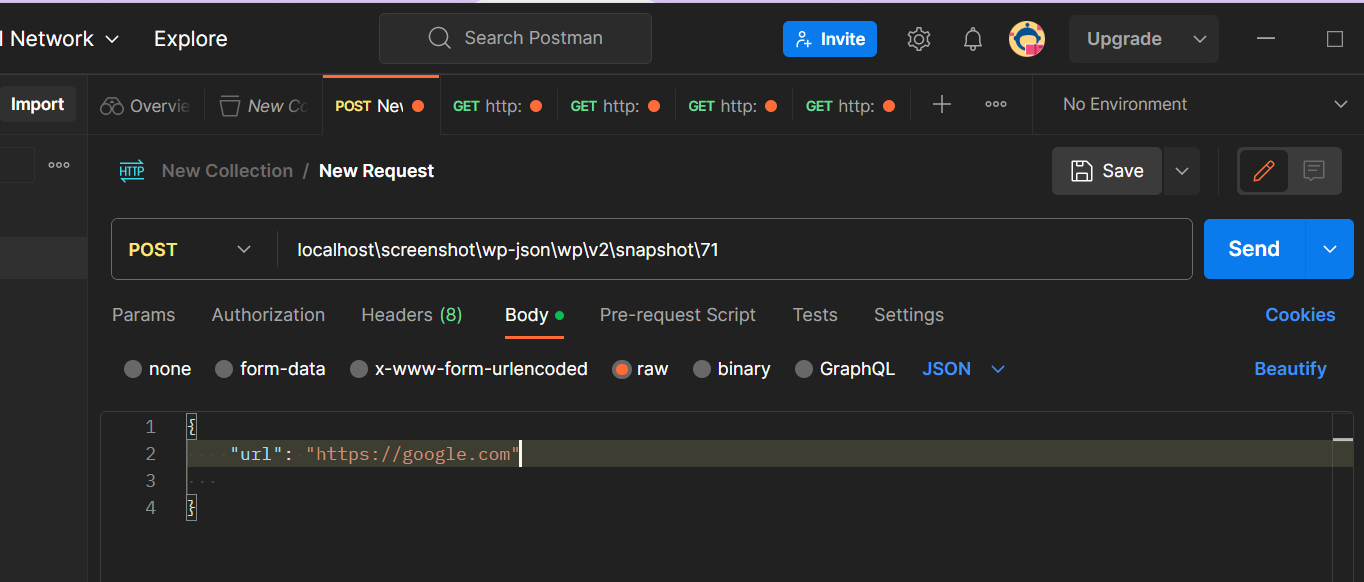 l Network Explore Search Postman Invite Upgrade
Import Overvie New Co POST Nev GET http: GET http: GET http: GET http: No Environment
HTTP New Collection / New Request Save
POST localhost\screenshot\wp-json\wp\v2\snapshot\71 Send
Params Authorization Headers (8) Body Pre-request Script Tests Settings Cookies
none form-data x-www-form-urlencoded raw binary GraphQL JSON Beautify
1 {
2 "url": "https://google.com"
3
4 }